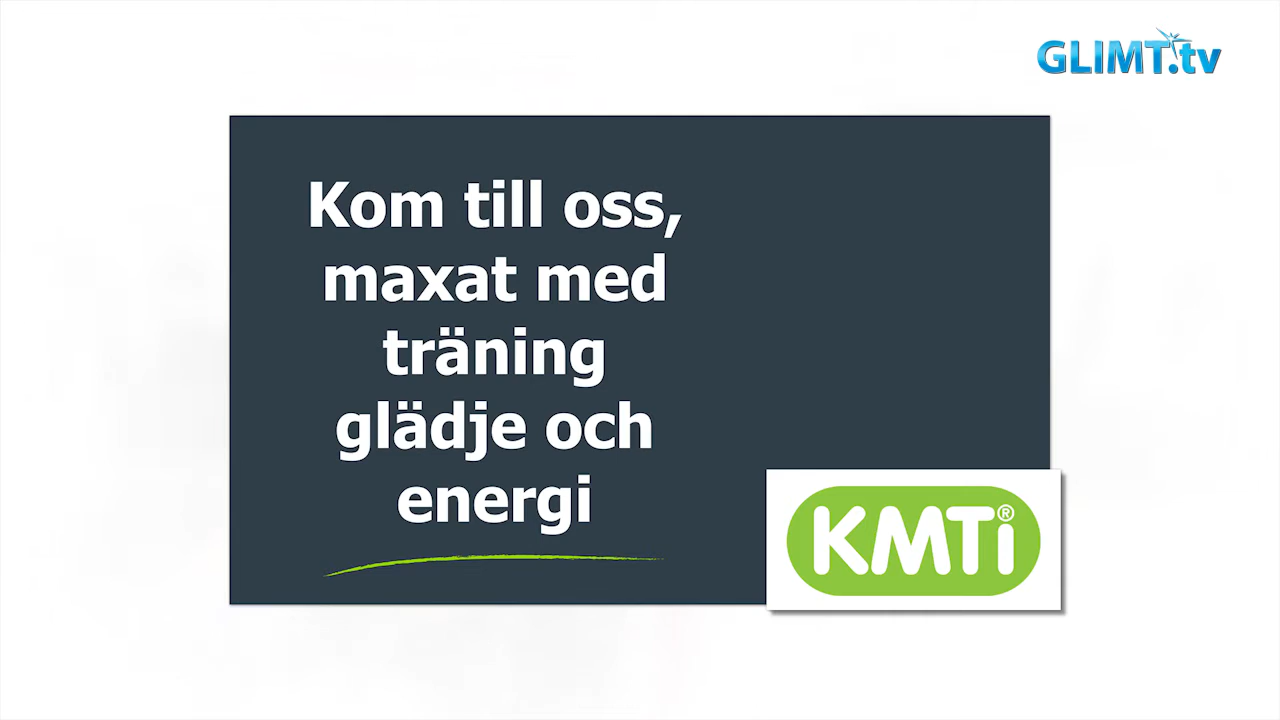 GLIMT.tv
Kom till oss,
maxat med
träning
glädje och
energi
KMTi®